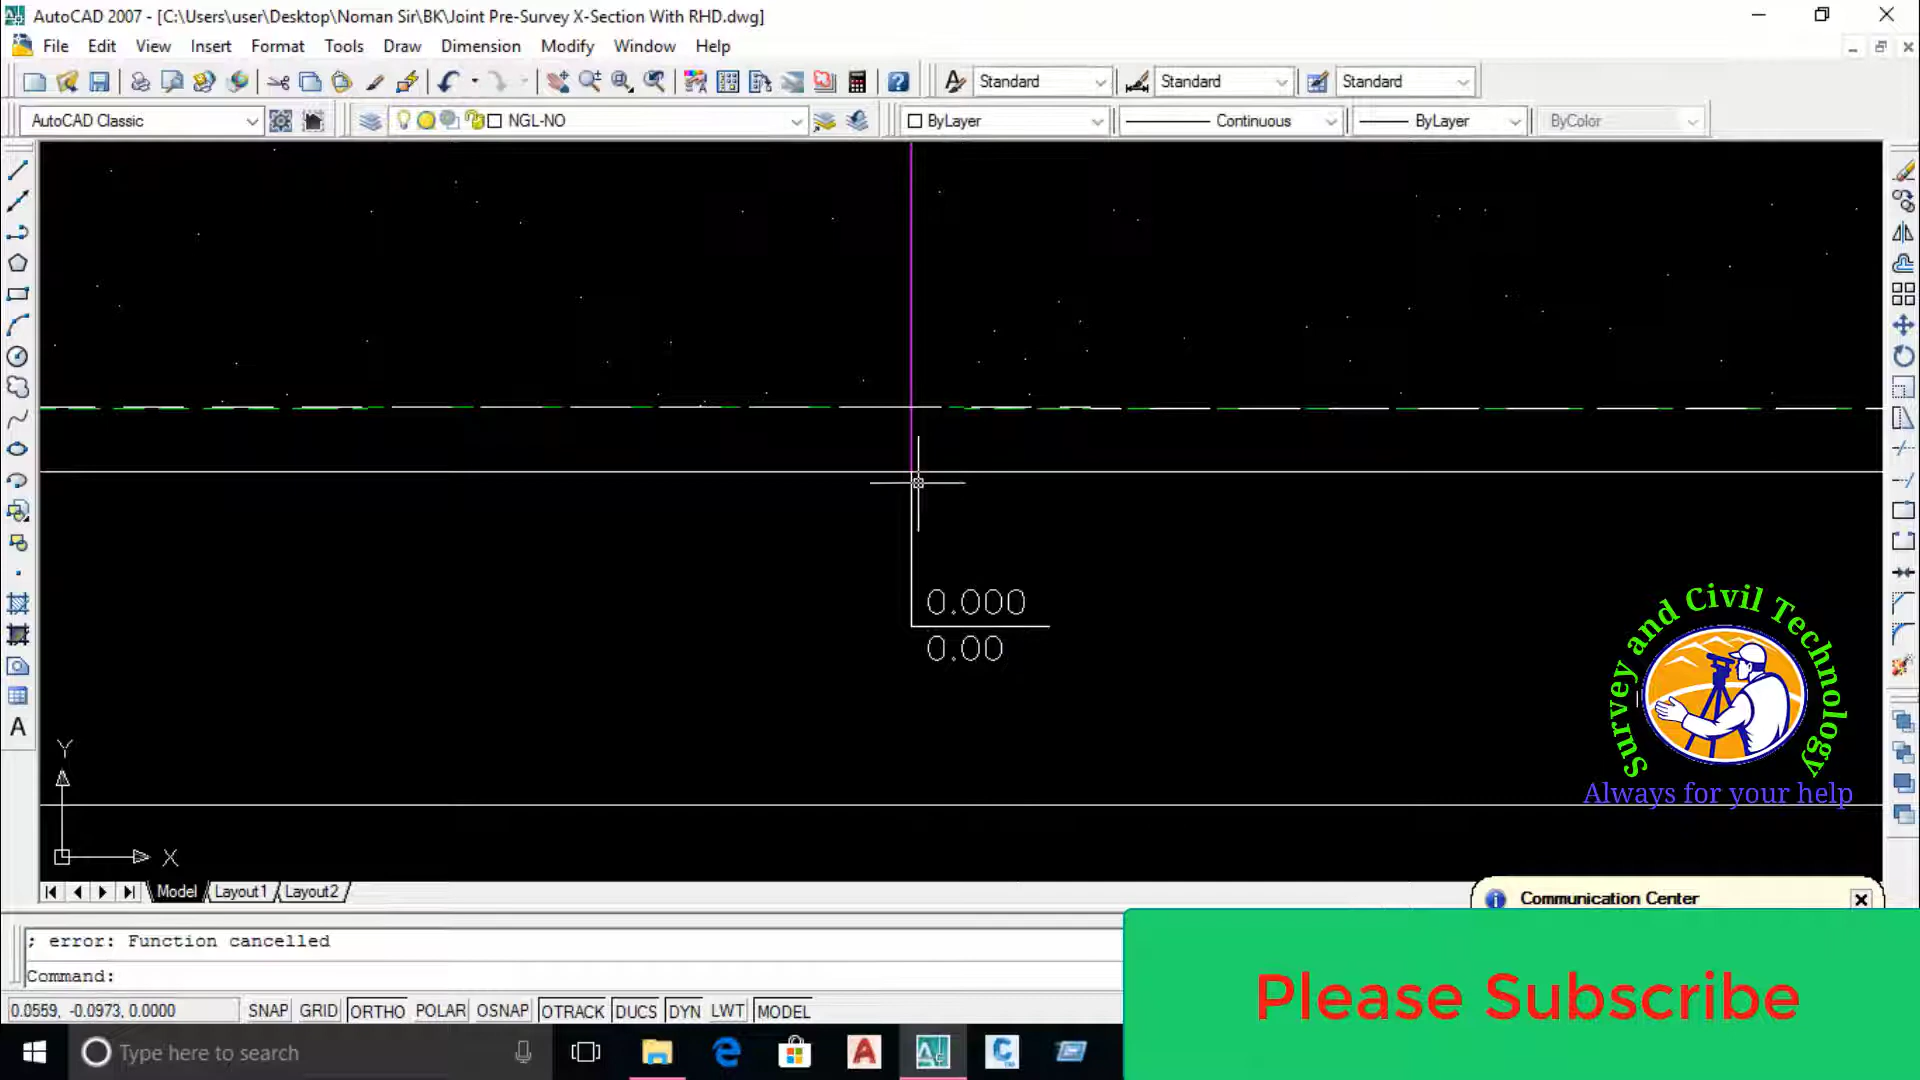 AutoCAD 2007 - [C:\Users\user\Desktop\Noman Sir\BK\Joint Pre-Survey X-Section With RHD.dwg]
File Edit View Insert Format Tools Draw Dimension Modify Window Help
Standard Standard Standard
AutoCAD Classic NGL-NO ByLayer Continuous ByLayer ByColor
0.000
0.00
Survey and Civil Technology
Always for your help
Y
X
A
Model Layout1 Layout2
Communication Center
; error: Function cancelled
Command:
0.0559, -0.0973, 0.0000 SNAP GRID ORTHO POLAR OSNAP OTRACK DUCS DYN LWT MODEL
Please Subscribe
Type here to search